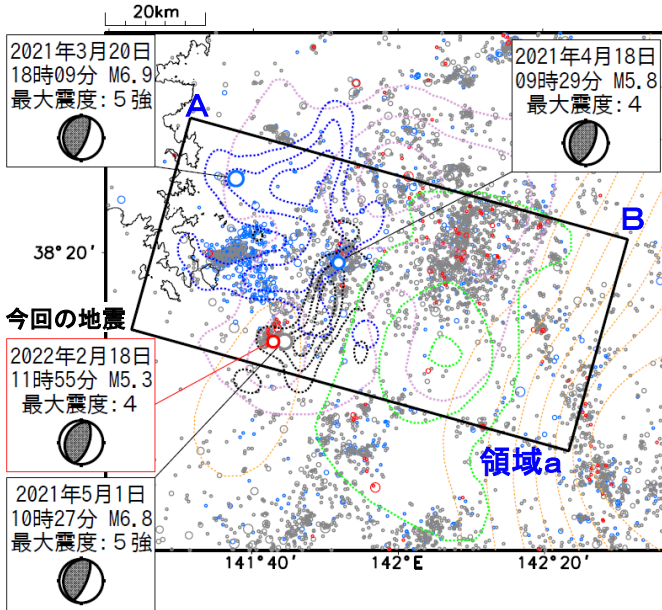 20km
2021年3月20日
18時09分 M6.9
最大震度:5強
2021年4月18日
09時29分 M5.8
最大震度:4
A
B
38°20'
今回の地震
2022年2月18日
11時55分 M5.3
最大震度:4
領域a
2021年5月1日
10時27分 M6.8
最大震度:5強
141°40'
142°E
142°20'